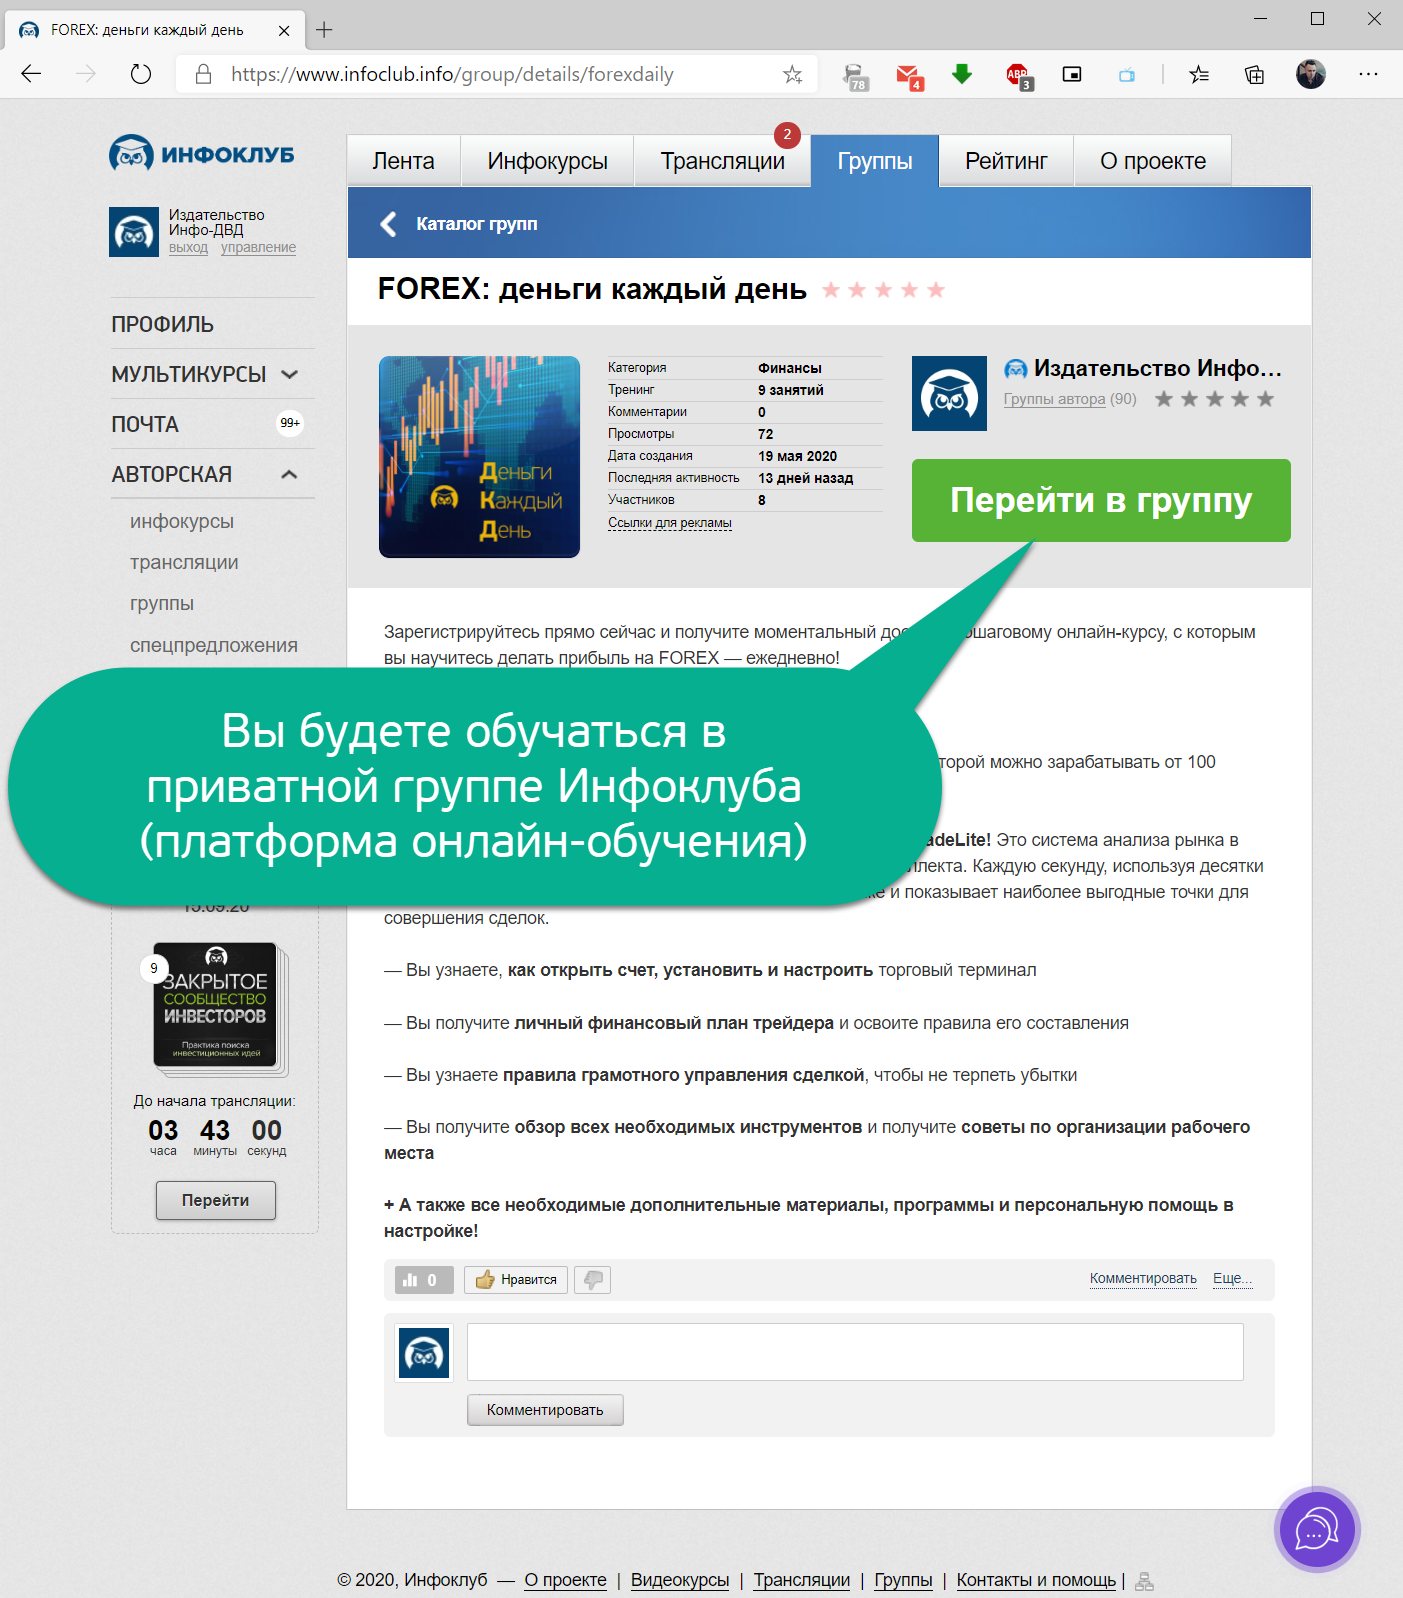 FOREX: деньги каждый день
https://www.infoclub.info/group/details/forexdaily
78
4
ABP
3
ИНФОКЛУБ
Лента
Инфокурсы
Трансляции
2
Группы
Рейтинг
О проекте
Издательство
Инфо-ДВД
выход управление
Каталог групп
FOREX: деньги каждый день
ПРОФИЛЬ
МУЛЬТИКУРСЫ
ПОЧТА 99+
АВТОРСКАЯ
инфокурсы
трансляции
группы
спецпредложения
Деньги
Каждый
День
Категория Финансы
Тренинг 9 занятий
Комментарии 0
Просмотры 72
Дата создания 19 мая 2020
Последняя активность 13 дней назад
Участников 8
Ссылки для рекламы
Издательство Инфо...
Группы автора (90)
Перейти в группу
Зарегистрируйтесь прямо сейчас и получите моментальный дос ошаговому онлайн-курсу, с которым
вы научитесь делать прибыль на FOREX — ежедневно!
Вы будете обучаться в
приватной группе Инфоклуба
(платформа онлайн-обучения)
торой можно зарабатывать от 100
adeLite! Это система анализа рынка в
ллекта. Каждую секунду, используя десятки
е и показывает наиболее выгодные точки для
совершения сделок.
15.09.20
9
ЗАКРЫТОЕ
СООБЩЕСТВО
ИНВЕСТОРОВ
Практика поиска
инвестиционных идей
До начала трансляции:
03 43 00
часа минуты секунд
Перейти
— Вы узнаете, как открыть счет, установить и настроить торговый терминал
— Вы получите личный финансовый план трейдера и освоите правила его составления
— Вы узнаете правила грамотного управления сделкой, чтобы не терпеть убытки
— Вы получите обзор всех необходимых инструментов и получите советы по организации рабочего
места
+ А также все необходимые дополнительные материалы, программы и персональную помощь в
настройке!
0
Нравится
Комментировать
Еще...
Комментировать
© 2020, Инфоклуб — О проекте | Видеокурсы | Трансляции | Группы | Контакты и помощь |